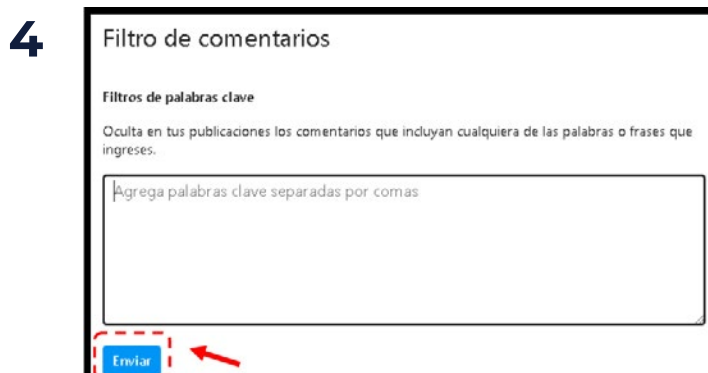 4
Filtro de comentarios
Filtros de palabras clave
Oculta en tus publicaciones los comentarios que incluyan cualquiera de las palabras o frases que
ingreses.
Agrega palabras clave separadas por comas
Enviar